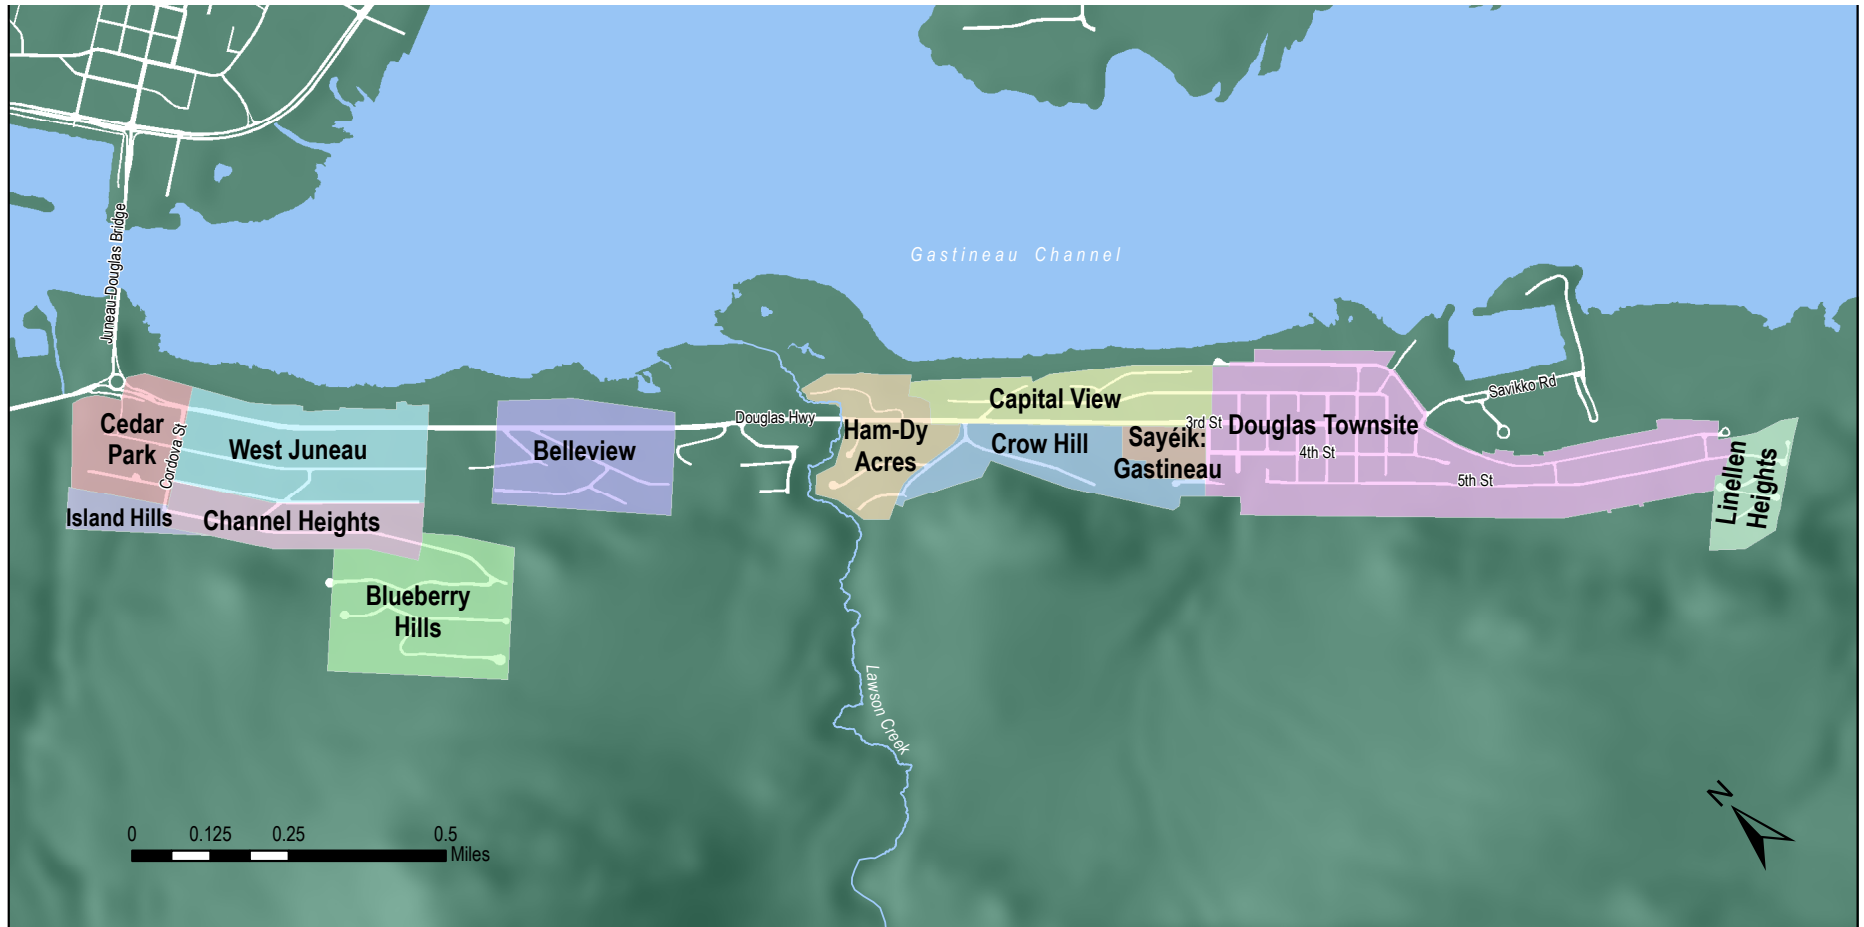 Juneau-Douglas Bridge
Gastineau Channel
Savikko Rd
Douglas Hwy
Cedar
Park
Cordova St
West Juneau
Belleview
Ham-Dy
Acres
Capital View
Crow Hill
Sayéik:
Gastineau
3rd St
Douglas Townsite
4th St
5th St
Linellen
Heights
Island Hills
Channel Heights
Blueberry
Hills
Lawson Creek
N
0 0.125 0.25 0.5
Miles